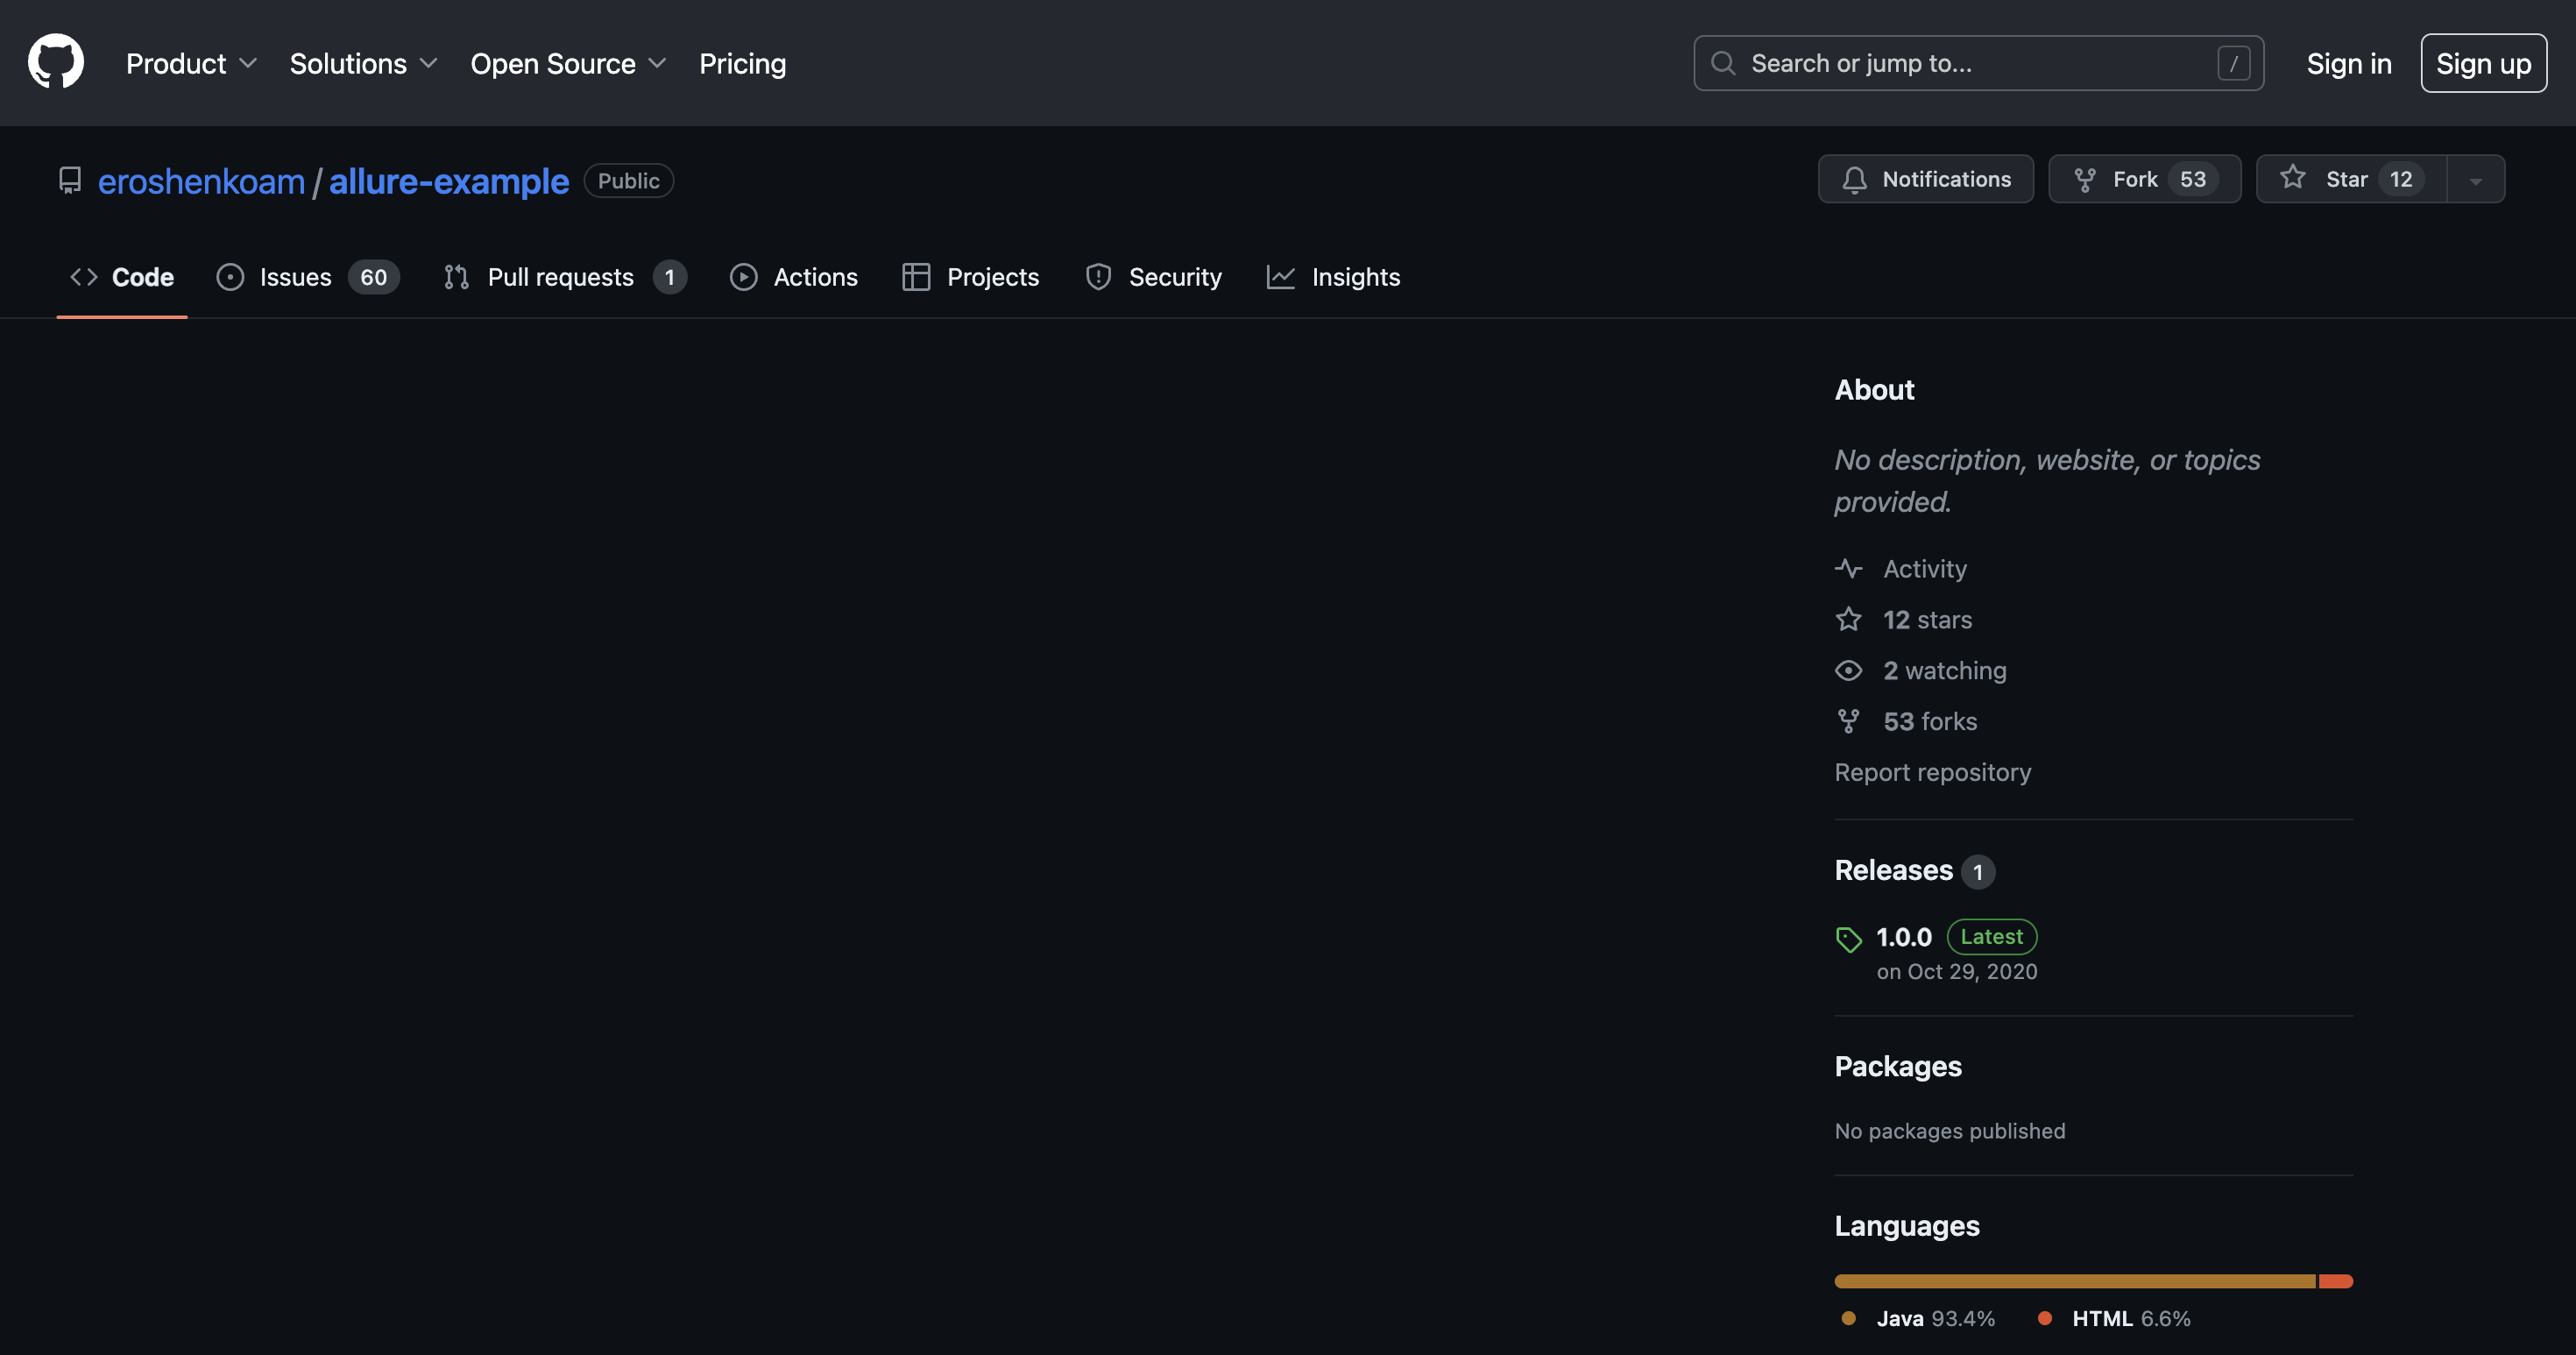 Product Solutions Open Source Pricing Search or jump to... / Sign in Sign up
eroshenkoam / allure-example Public Notifications Fork 53 Star 12
Code Issues 60 Pull requests 1 Actions Projects Security Insights
About
No description, website, or topics
provided.
Activity
12 stars
2 watching
53 forks
Report repository
Releases 1
1.0.0 Latest
on Oct 29, 2020
Packages
No packages published
Languages
Java 93.4% HTML 6.6%